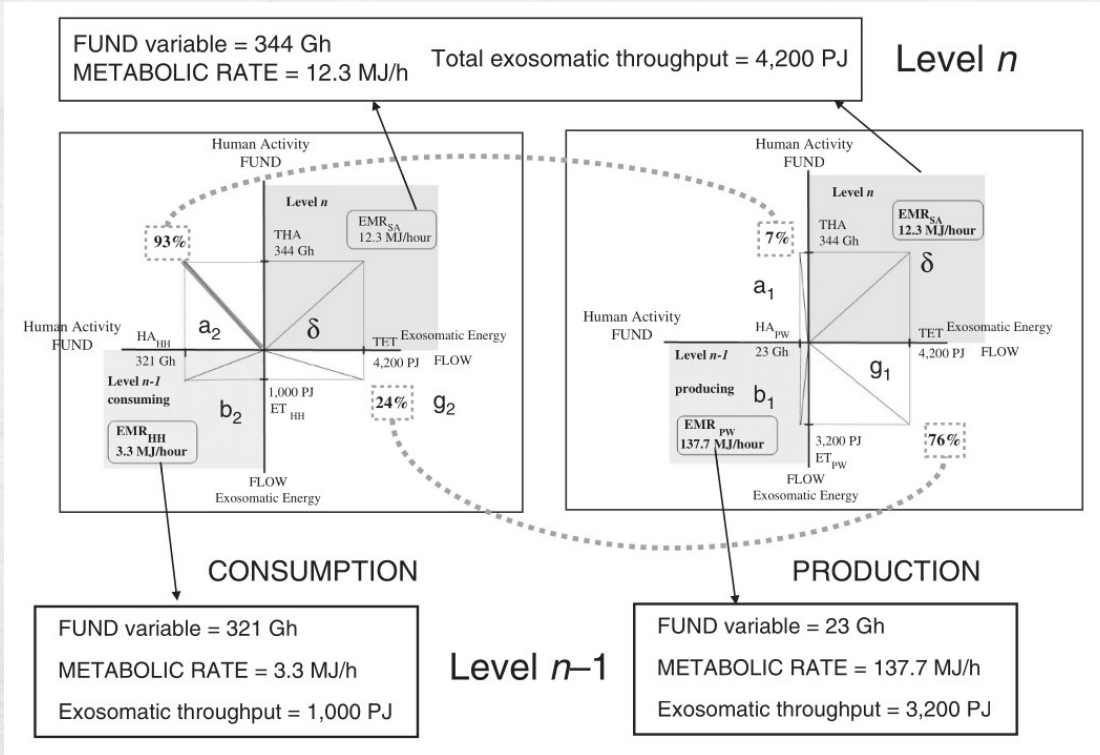 FUND variable = 344 Gh
METABOLIC RATE = 12.3 MJ/h
Total exosomatic throughput = 4,200 PJ
Level n
Human Activity
FUND
Level n
EMRSA
12.3 MJ/hour
THA
344 Gh
93%
Human Activity
FUND
HAHH
321 Gh
a2
δ
TET
4,200 PJ
Exosomatic Energy
FLOW
Level n-1
consuming
b2
1,000 PJ
ET HH
24%
g2
EMRHH
3.3 MJ/hour
FLOW
Exosomatic Energy
Human Activity
FUND
Level n
EMRSA
12.3 MJ/hour
THA
344 Gh
7%
δ
a1
Human Activity
FUND
HAPW
23 Gh
TET
4,200 PJ
Exosomatic Energy
FLOW
Level n-1
producing
b1
g1
EMR PW
137.7 MJ/hour
3,200 PJ
ETPW
76%
FLOW
Exosomatic Energy
CONSUMPTION
PRODUCTION
FUND variable = 321 Gh
METABOLIC RATE = 3.3 MJ/h
Exosomatic throughput = 1,000 PJ
Level n–1
FUND variable = 23 Gh
METABOLIC RATE = 137.7 MJ/h
Exosomatic throughput = 3,200 PJ